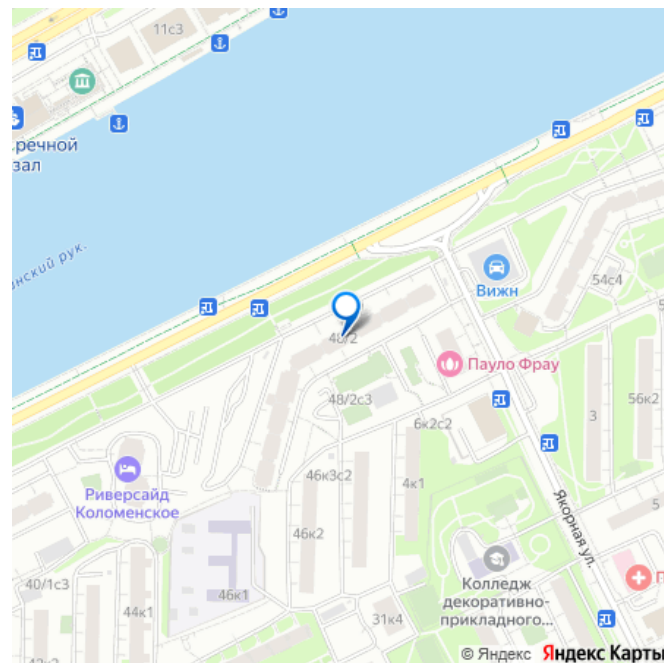 11с3
речной
зал
нский рук.
54с4
Вижн
48/2
Пауло Фрау
56к2
48/2с3
3
6к2с2
46к3с2
4к1
Риверсайд
Коломенское
46к2
Якорная ул.
5
40/1с3
46к1
Колледж
декоративно-
прикладного...
44к1
31к4
© Яндекс Яндекс Карты